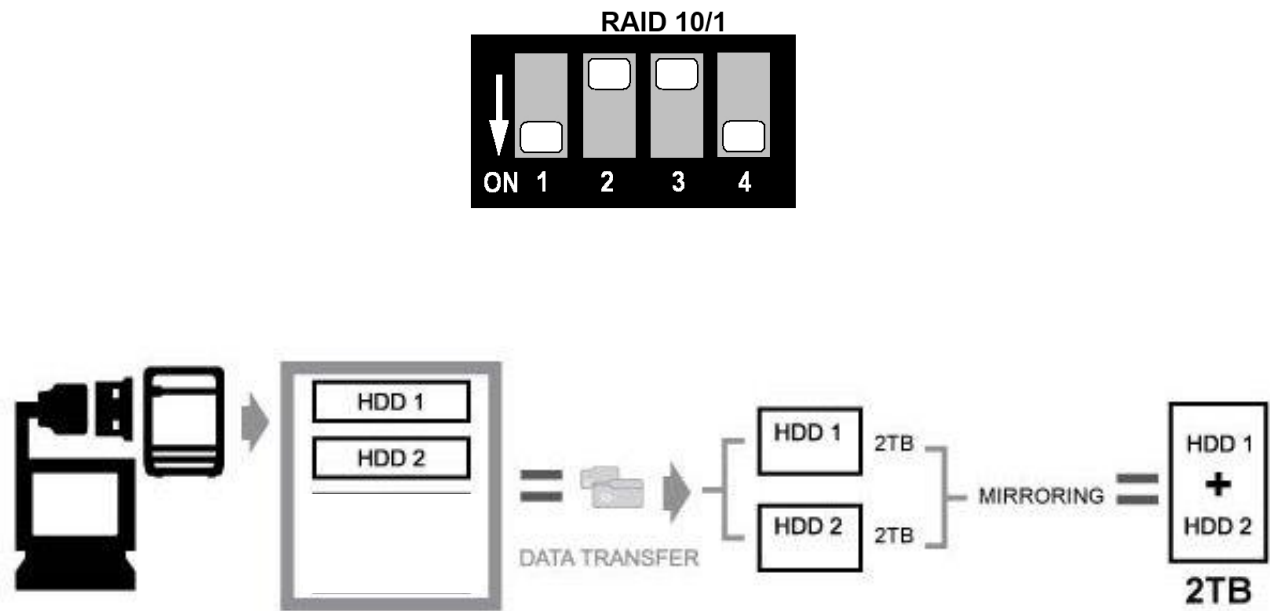 RAID 10/1
ON 1 2 3 4
HDD 1
HDD 2
DATA TRANSFER
HDD 1 2TB
HDD 2 2TB
MIRRORING
HDD 1
+
HDD 2
2TB